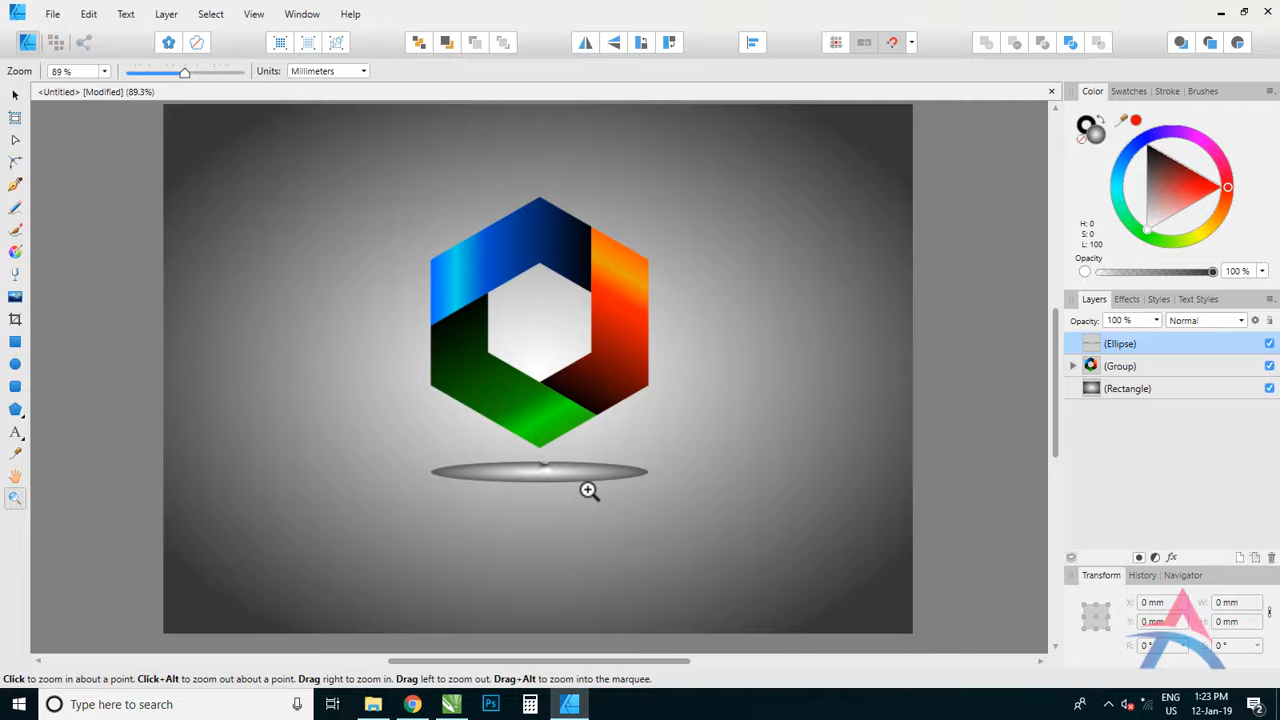 File Edit Text Layer Select View Window Help
Zoom 89 % Units: Millimeters
<Untitled> [Modified] (89.3%)
Color Swatches Stroke Brushes
H: 0
S: 0
L: 100
Opacity
100 %
Layers Effects Styles Text Styles
Opacity: 100 % Normal
(Ellipse)
(Group)
(Rectangle)
fx
Transform History Navigator
X: 0 mm W: 0 mm
Y: 0 mm H: 0 mm
R: 0 ° S: 0 °
Click to zoom in about a point. Click+Alt to zoom out about a point. Drag right to zoom in. Drag left to zoom out. Drag+Alt to zoom into the marquee.
Type here to search
Ps
ENG 1:23 PM
US 12-Jan-19
2